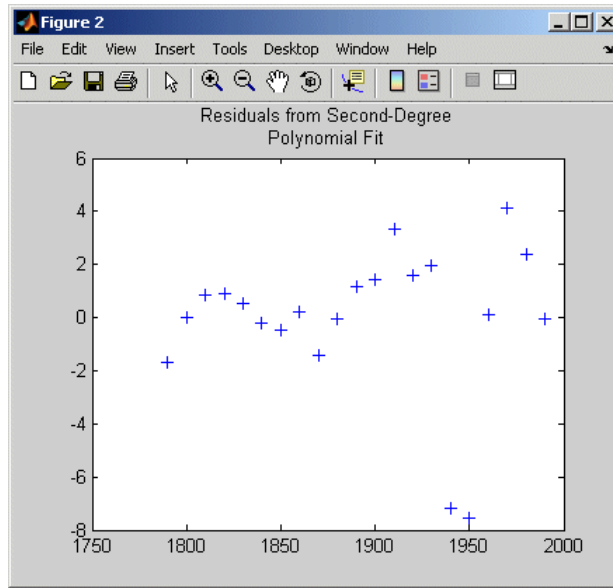 Figure 2
File Edit View Insert Tools Desktop Window Help
Residuals from Second-Degree
Polynomial Fit
6
4
2
0
-2
-4
-6
-8
1750 1800 1850 1900 1950 2000